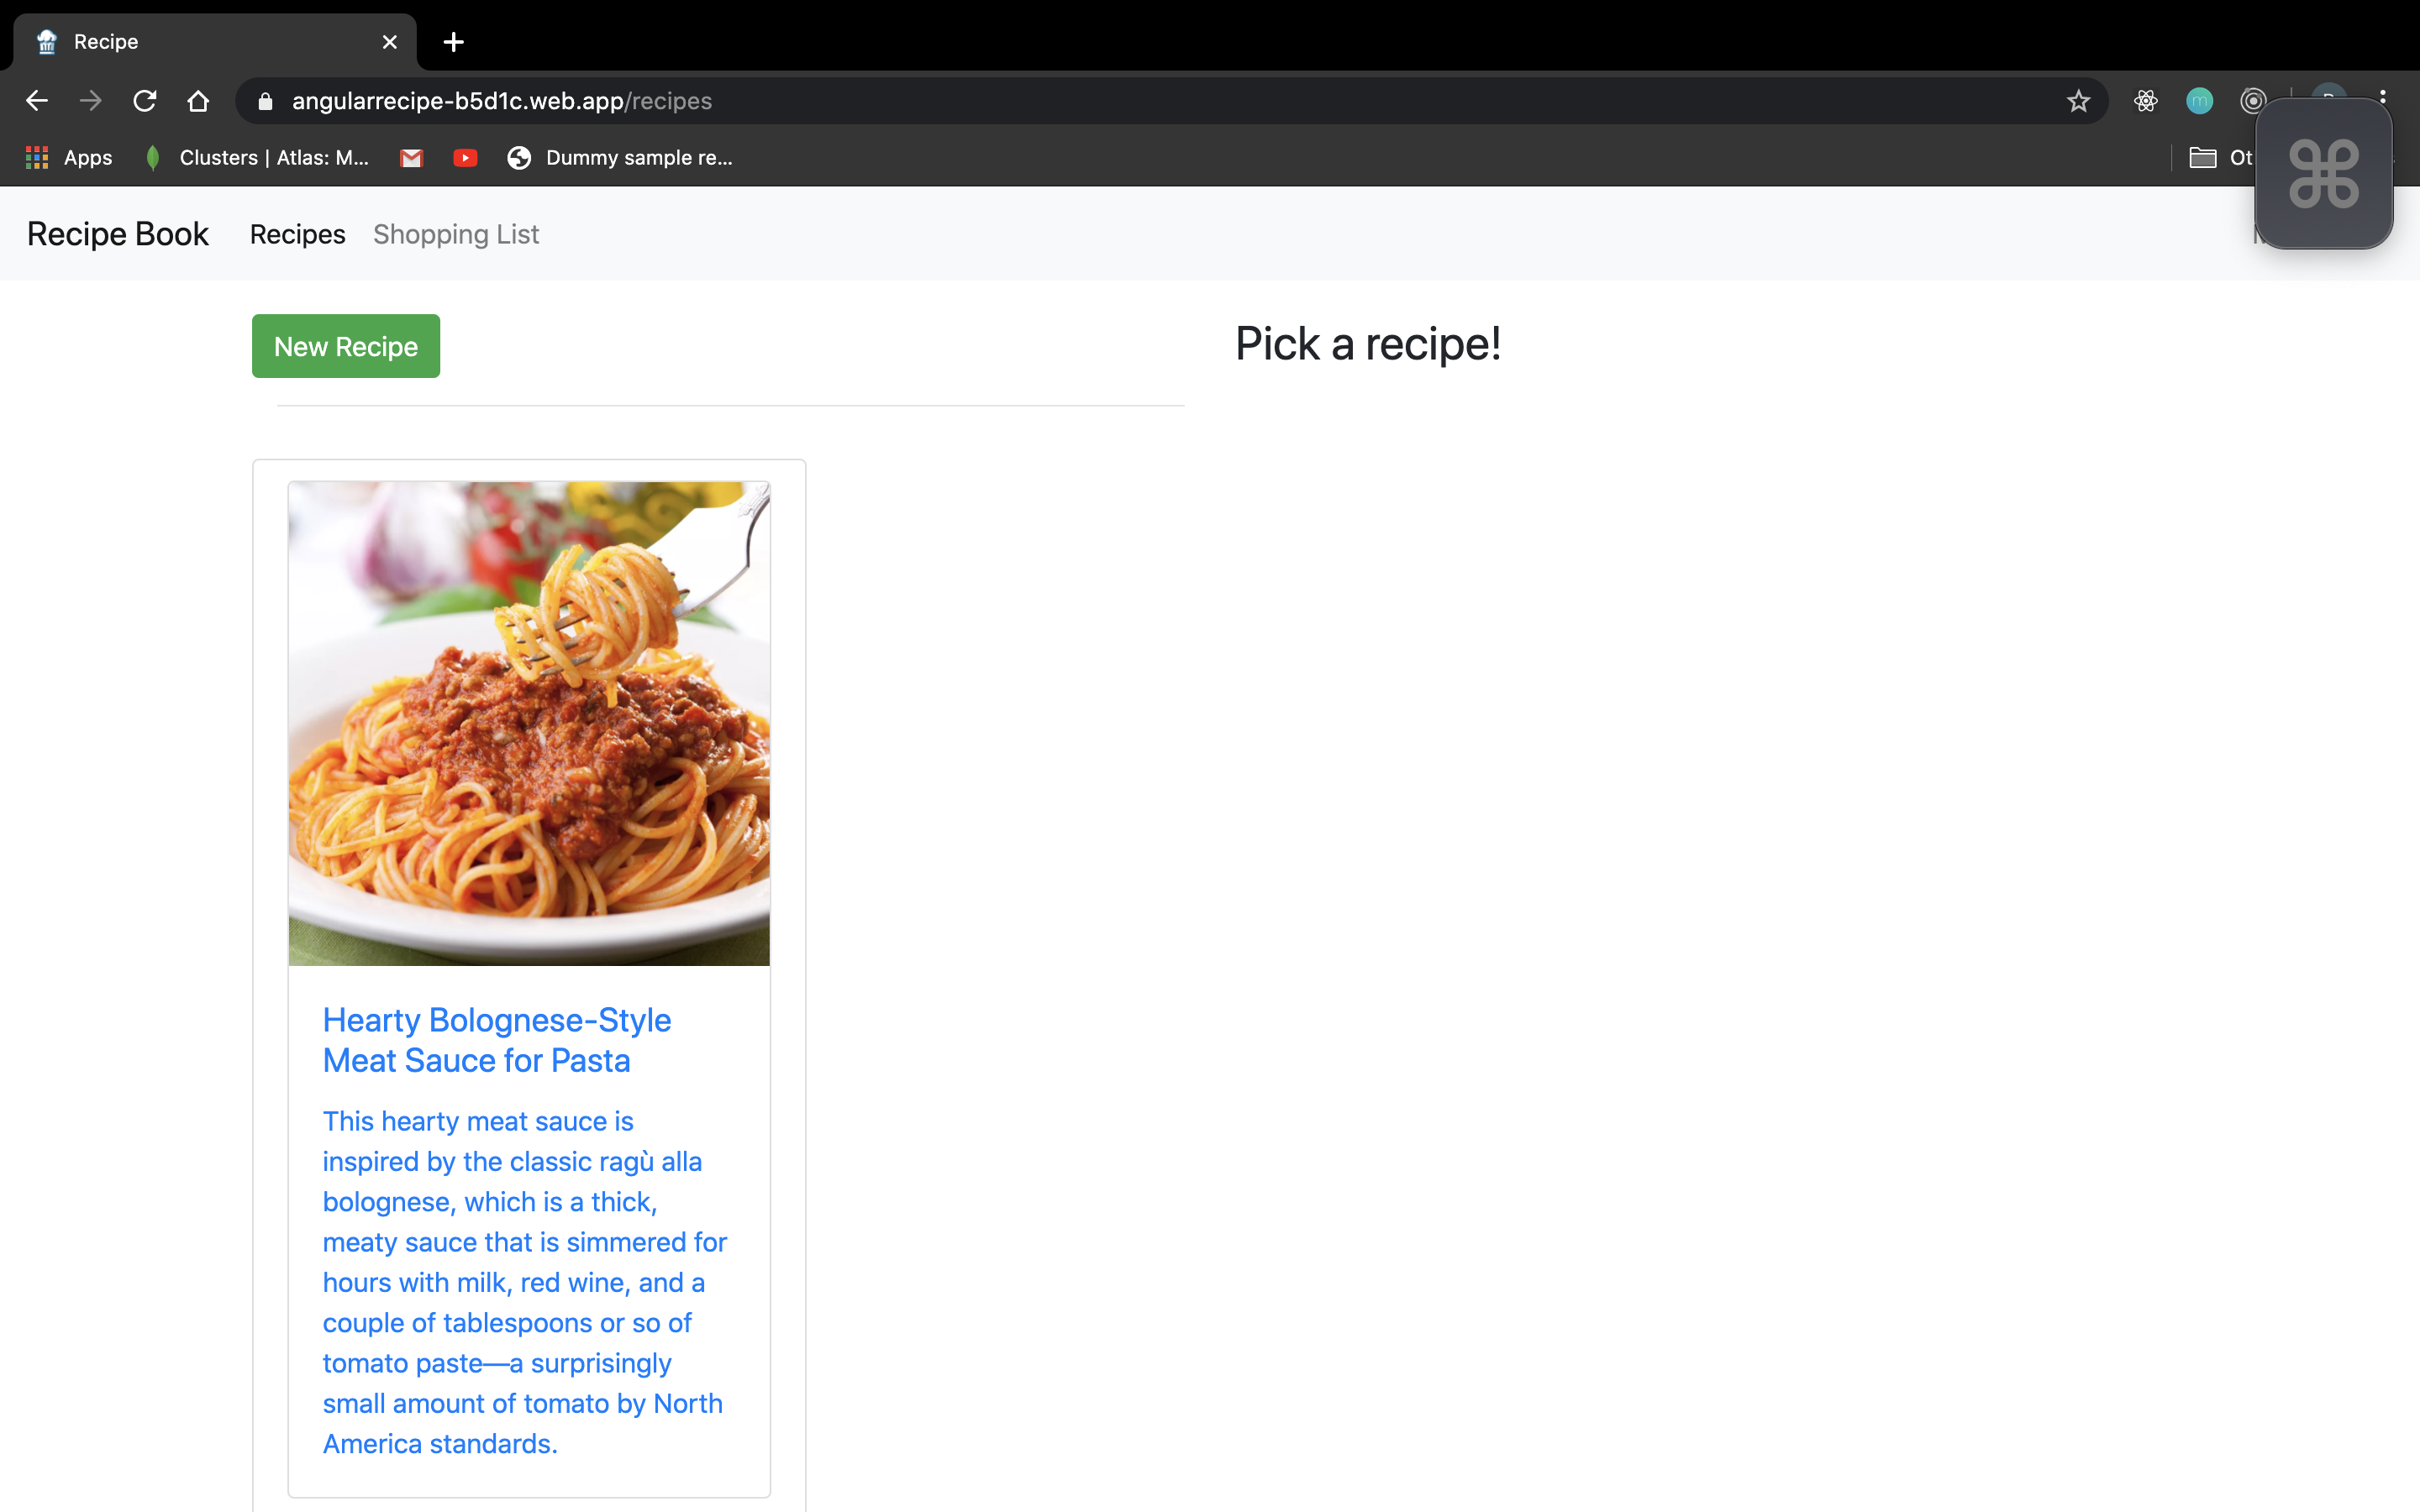 Recipe
angularrecipe-b5d1c.web.app/recipes
Apps
Clusters | Atlas: M...
Dummy sample re...
Recipe Book
Recipes
Shopping List
New Recipe
Pick a recipe!
Hearty Bolognese-Style
Meat Sauce for Pasta
This hearty meat sauce is
inspired by the classic ragù alla
bolognese, which is a thick,
meaty sauce that is simmered for
hours with milk, red wine, and a
couple of tablespoons or so of
tomato paste—a surprisingly
small amount of tomato by North
America standards.